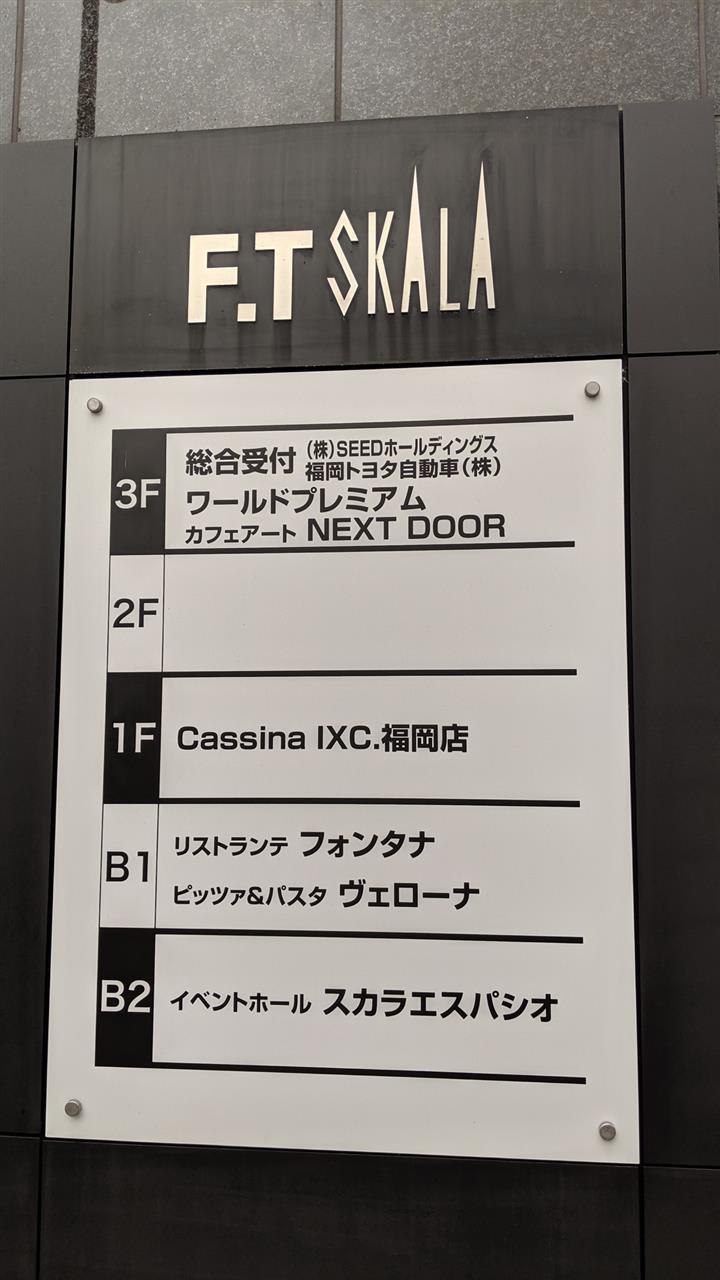 F.T SKALA
3F
総合受付 (株)SEEDホールディングス
福岡トヨタ自動車(株)
ワールドプレミアム
カフェアート NEXT DOOR
2F
1F Cassina IXC.福岡店
B1
リストランテ フォンタナ
ピッツァ&パスタ ヴェローナ
B2 イベントホール スカラエスパシオ